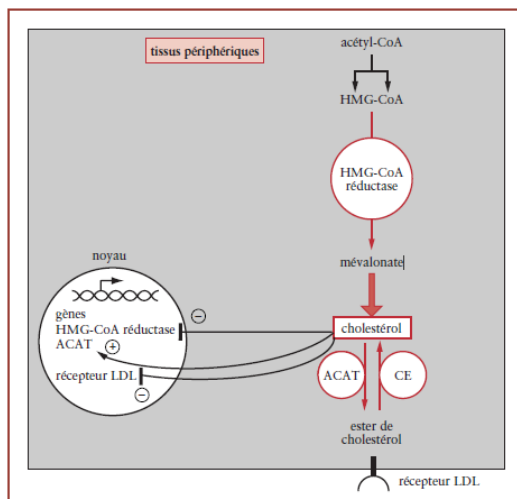 tissus périphériques
acétyl-CoA
HMG-CoA
HMG-CoA
réductase
mévalonate
noyau
gènes
HMG-CoA réductase
ACAT
+
récepteur LDL
−
−
cholestérol
ACAT
CE
ester de
cholestérol
récepteur LDL